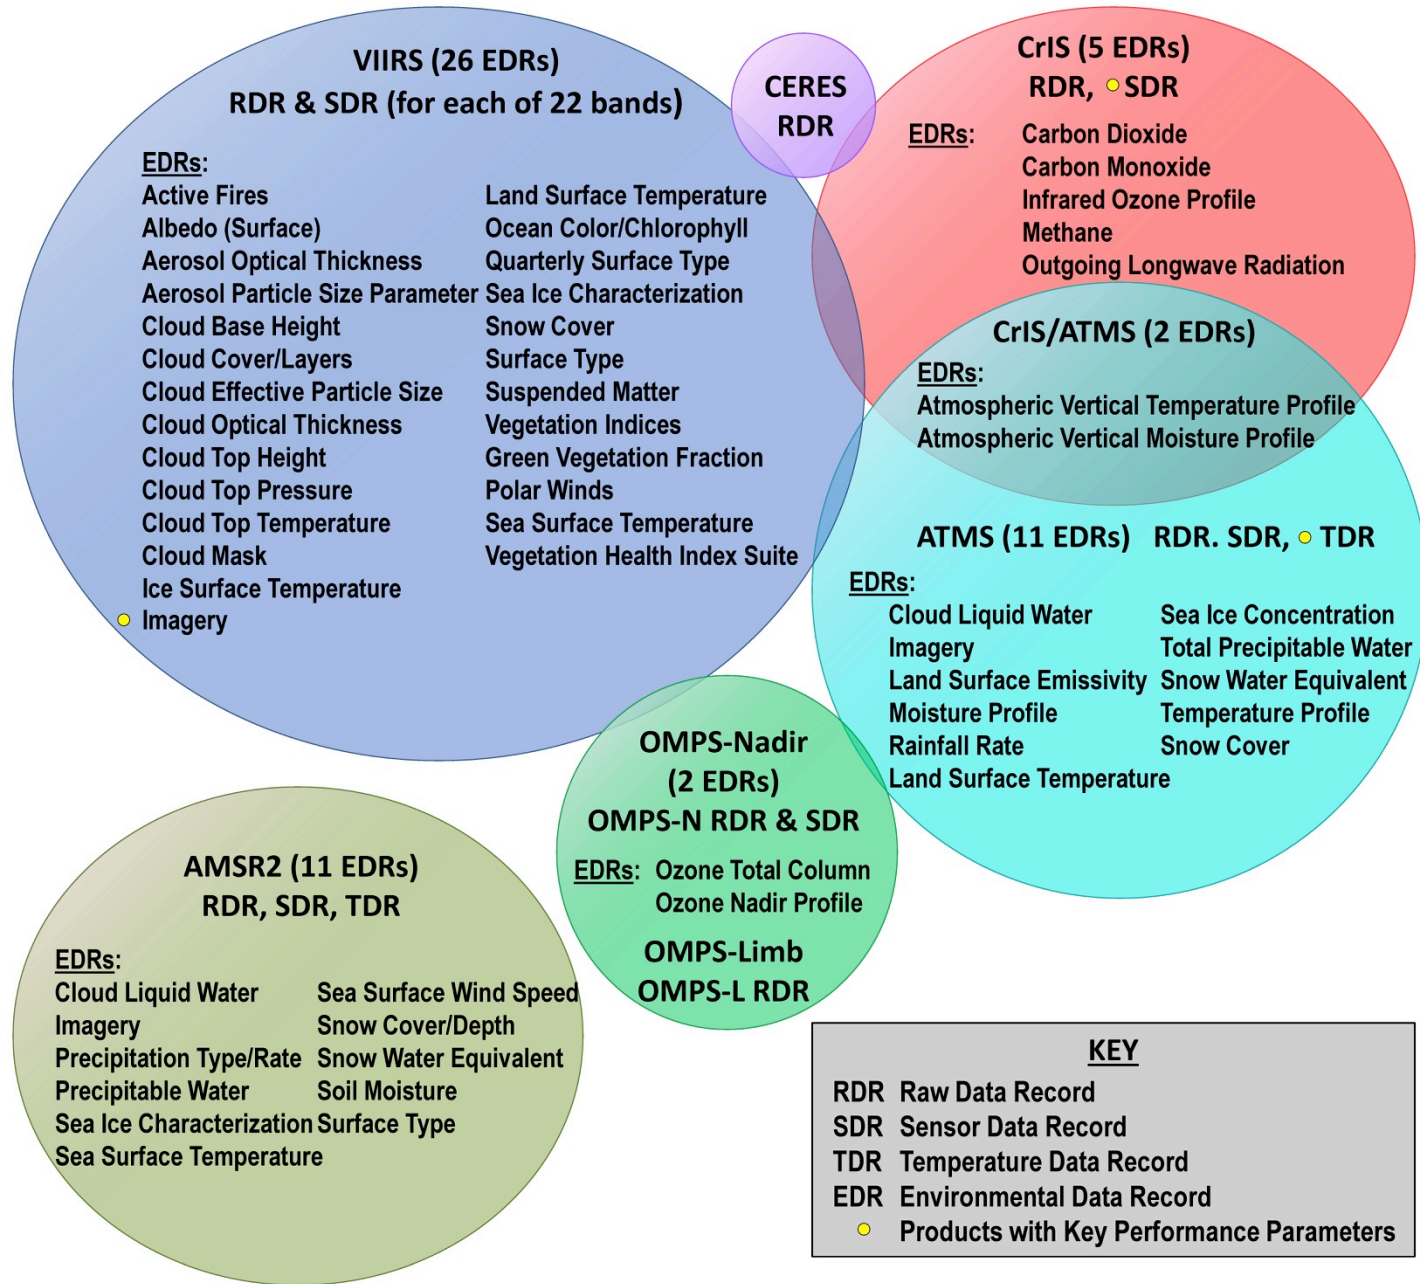 VIIRS (26 EDRs)
RDR & SDR (for each of 22 bands)
EDRs:
Active Fires
Albedo (Surface)
Aerosol Optical Thickness
Aerosol Particle Size Parameter
Cloud Base Height
Cloud Cover/Layers
Cloud Effective Particle Size
Cloud Optical Thickness
Cloud Top Height
Cloud Top Pressure
Cloud Top Temperature
Cloud Mask
Ice Surface Temperature
Imagery
Land Surface Temperature
Ocean Color/Chlorophyll
Quarterly Surface Type
Sea Ice Characterization
Snow Cover
Surface Type
Suspended Matter
Vegetation Indices
Green Vegetation Fraction
Polar Winds
Sea Surface Temperature
Vegetation Health Index Suite
CERES
RDR
CrIS (5 EDRs)
RDR, SDR
EDRs:
Carbon Dioxide
Carbon Monoxide
Infrared Ozone Profile
Methane
Outgoing Longwave Radiation
CrIS/ATMS (2 EDRs)
EDRs:
Atmospheric Vertical Temperature Profile
Atmospheric Vertical Moisture Profile
ATMS (11 EDRs) RDR. SDR, TDR
EDRs:
Cloud Liquid Water
Imagery
Land Surface Emissivity
Moisture Profile
Rainfall Rate
Land Surface Temperature
Sea Ice Concentration
Total Precipitable Water
Snow Water Equivalent
Temperature Profile
Snow Cover
OMPS-Nadir
(2 EDRs)
OMPS-N RDR & SDR
EDRs: Ozone Total Column
Ozone Nadir Profile
OMPS-Limb
OMPS-L RDR
AMSR2 (11 EDRs)
RDR, SDR, TDR
EDRs:
Cloud Liquid Water
Imagery
Precipitation Type/Rate
Precipitable Water
Sea Ice Characterization
Sea Surface Temperature
Sea Surface Wind Speed
Snow Cover/Depth
Snow Water Equivalent
Soil Moisture
Surface Type
KEY
RDR Raw Data Record
SDR Sensor Data Record
TDR Temperature Data Record
EDR Environmental Data Record
Products with Key Performance Parameters